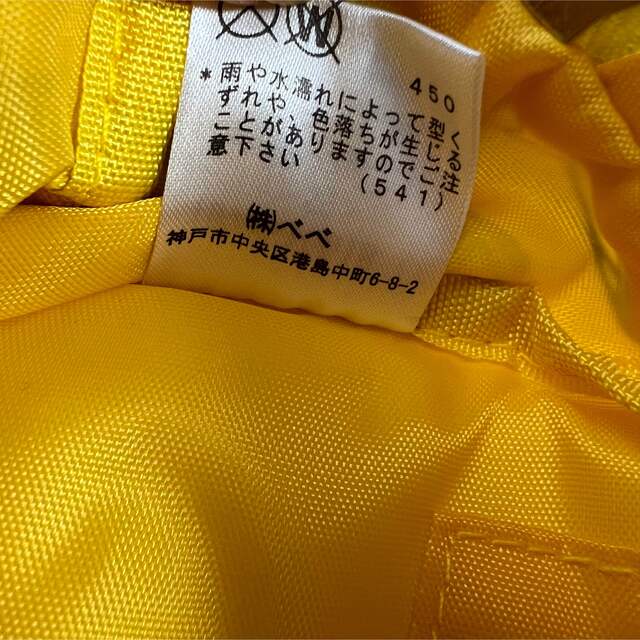 450
*雨や水濡れによって型く
ずれや、色落ちが生じる
ことがありますのでご注
意下さい (541)
㈱べべ
神戸市中央区港島中町6-8-2